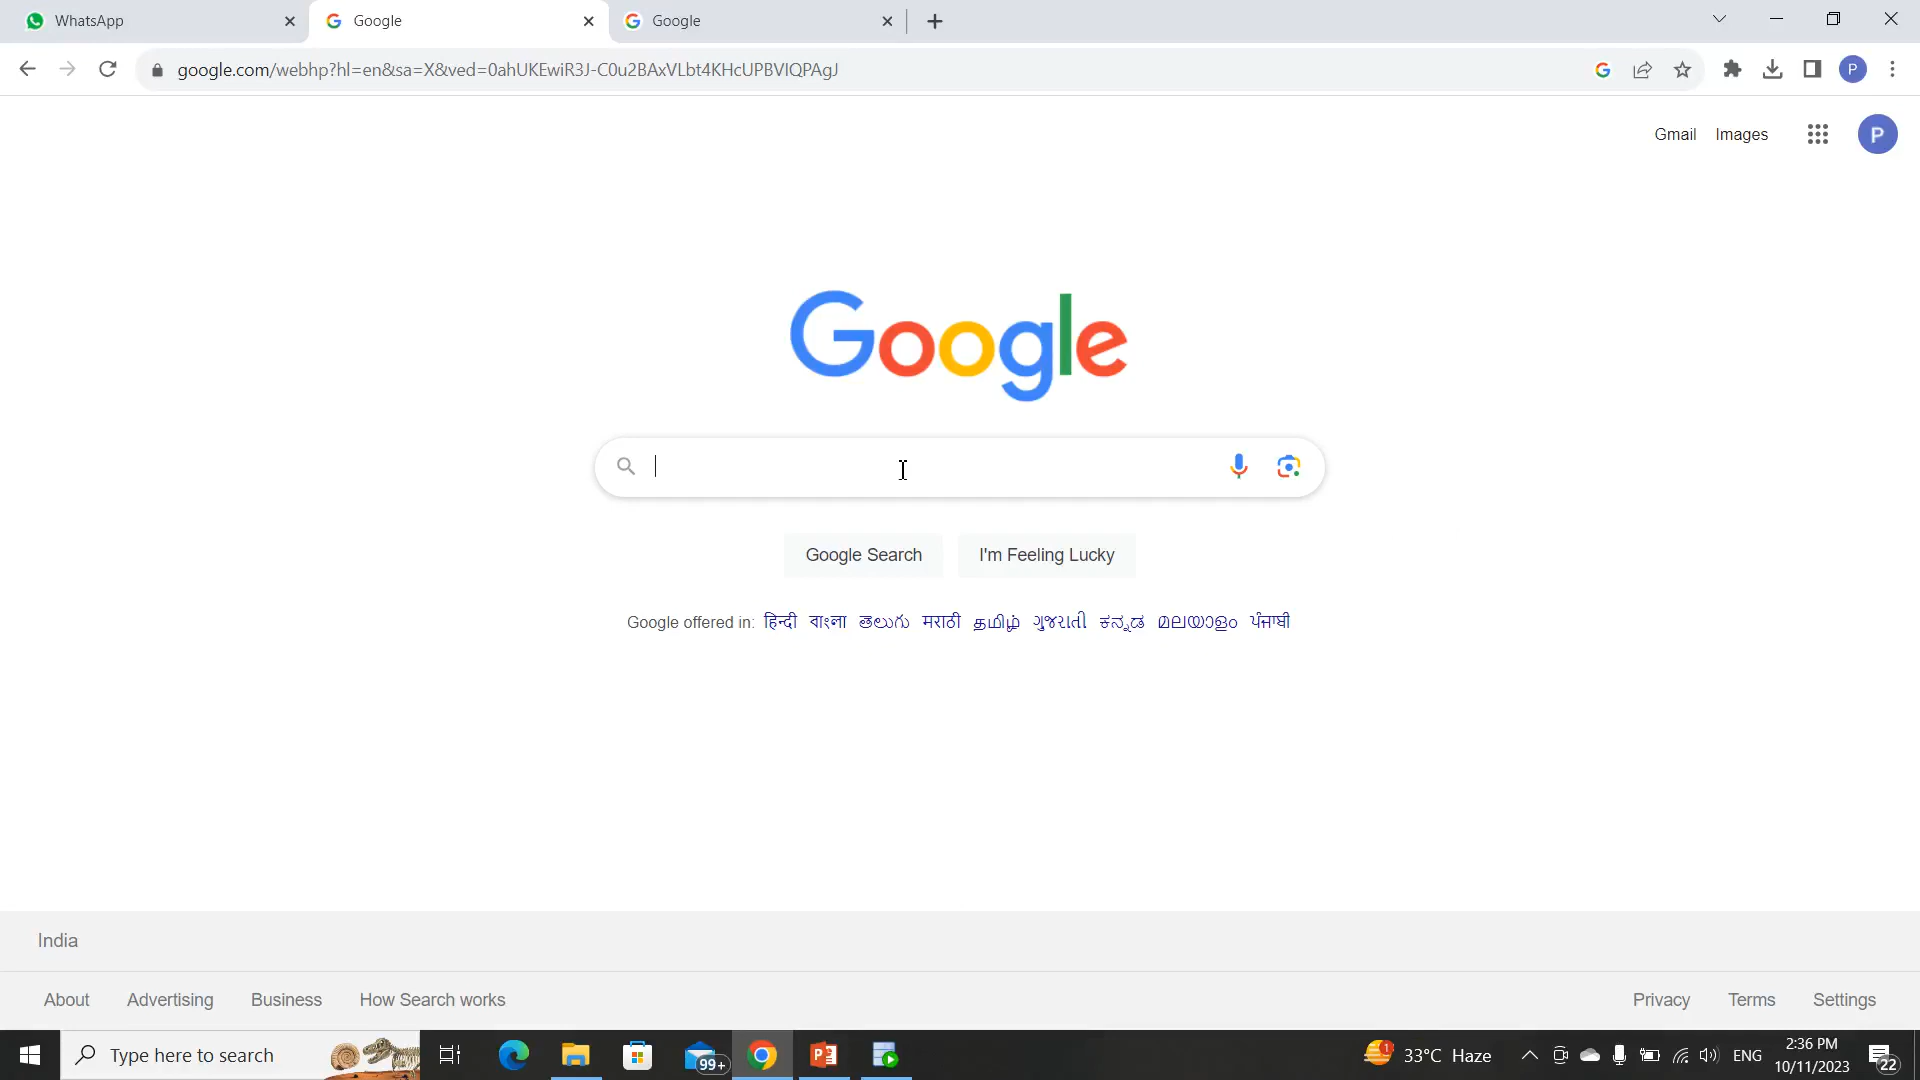 WhatsApp
Google
Google
google.com/webhp?hl=en&sa=X&ved=0ahUKEwiR3J-C0u2BAxVLbt4KHcUPBVIQPAgJ
P
Gmail Images P
Google
Google Search I'm Feeling Lucky
Google offered in: हिन्दी বাংলা తెలుగు मराठी தமிழ் ગુજરાતી ಕನ್ನಡ മലയാളം ਪੰਜਾਬੀ
India
About Advertising Business How Search works Privacy Terms Settings
Type here to search 99+ 1 33°C Haze ENG 2:36 PM
10/11/2023 22